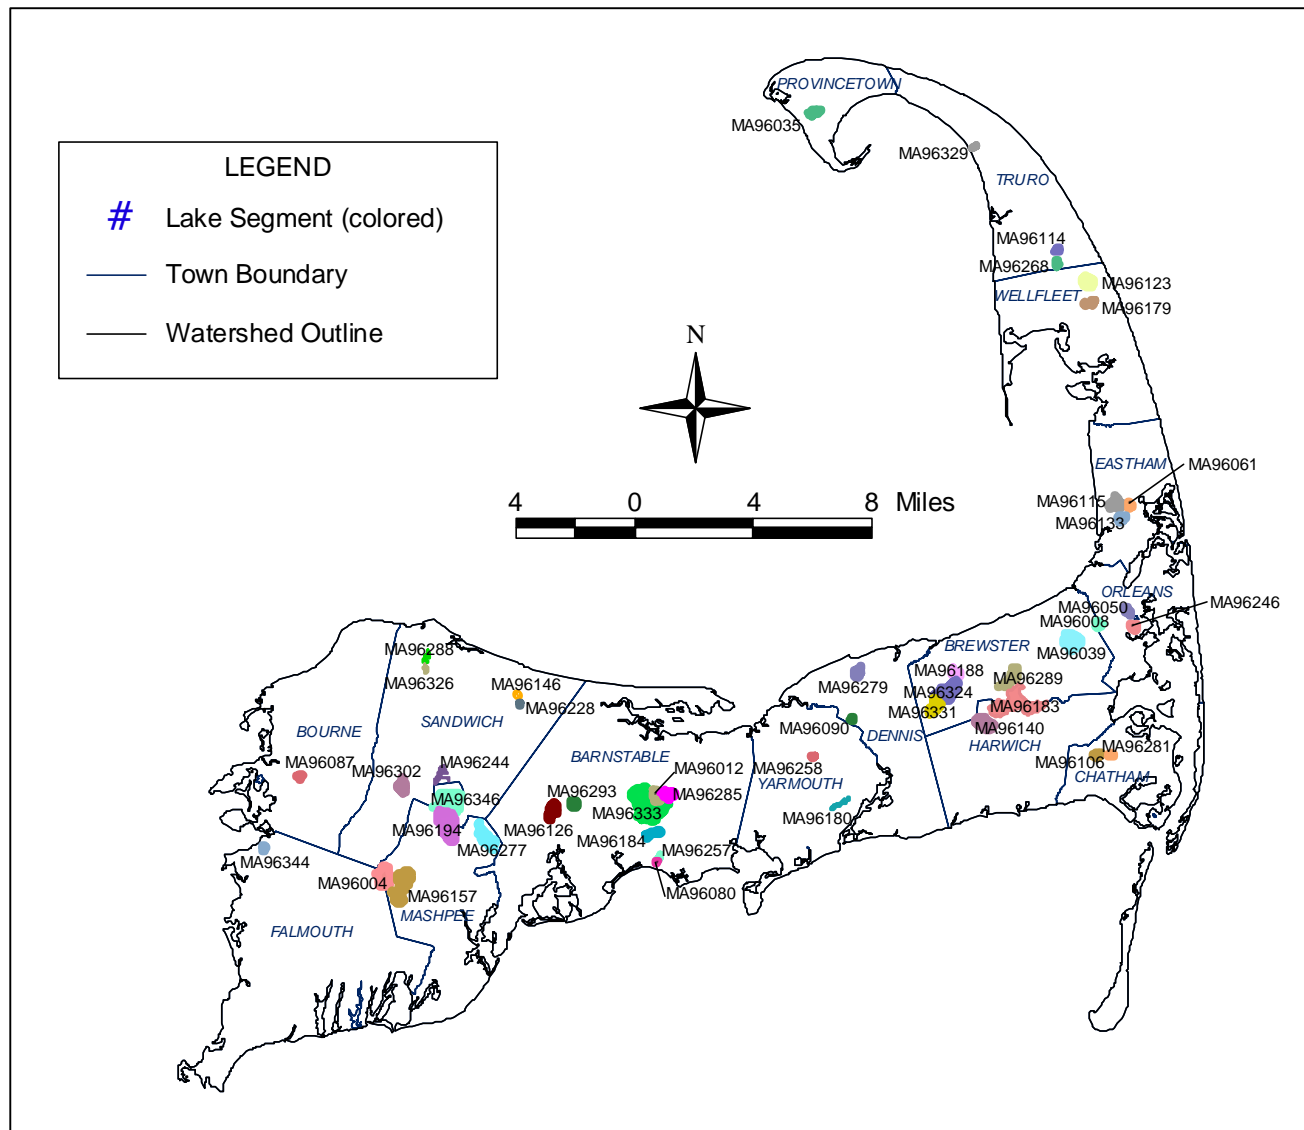 PROVINCETOWN
MA96035
MA96329
TRURO
LEGEND
# Lake Segment (colored)
Town Boundary
Watershed Outline
MA96114
MA96268
MA96123
WELLFLEET
MA96179
N
EASTHAM
MA96061
MA96115
MA96133
4 0 4 8 Miles
ORLEANS
MA96050
MA96246
MA96008
MA96039
BREWSTER
MA96188
MA96289
MA96324
MA96331
MA96183
MA96140
HARWICH
MA96281
MA96106
CHATHAM
MA96279
MA96090
DENNIS
MA96258
YARMOUTH
MA96180
MA96288
MA96326
MA96146
MA96228
SANDWICH
BOURNE
BARNSTABLE
MA96087
MA96302
MA96244
MA96012
MA96293
MA96285
MA96346
MA96333
MA96194
MA96126
MA96184
MA96277
MA96257
MA96344
MA96004
MA96080
MA96157
MASHPEE
FALMOUTH